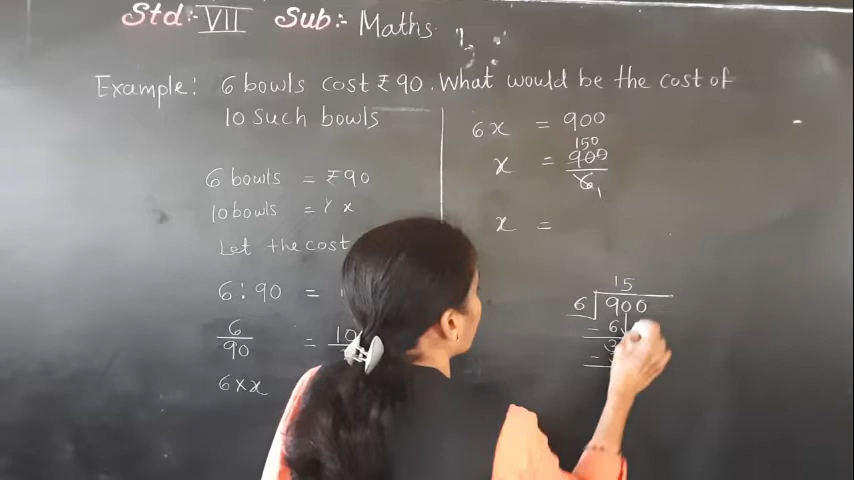 Std:- VII Sub:- Maths
Example: 6 bowls cost ₹90. What would be the cost of
10 such bowls
6 bowls = ₹90
10 bowls = ₹ x
Let the cost
6:90 =
6/90 = 10
6 × x
6x = 900
150
x = 900/6 1
x =
15
6 900
- 6
3
-